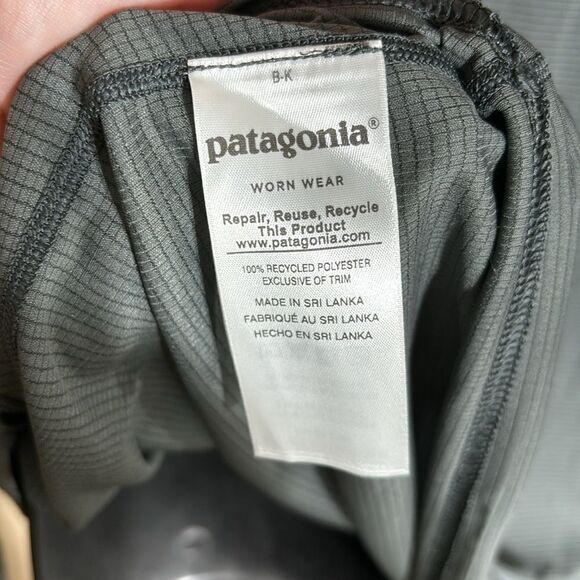 B-K
patagonia®
WORN WEAR
Repair, Reuse, Recycle
This Product
www.patagonia.com
100% RECYCLED POLYESTER
EXCLUSIVE OF TRIM
MADE IN SRI LANKA
FABRIQUÉ AU SRI LANKA
HECHO EN SRI LANKA